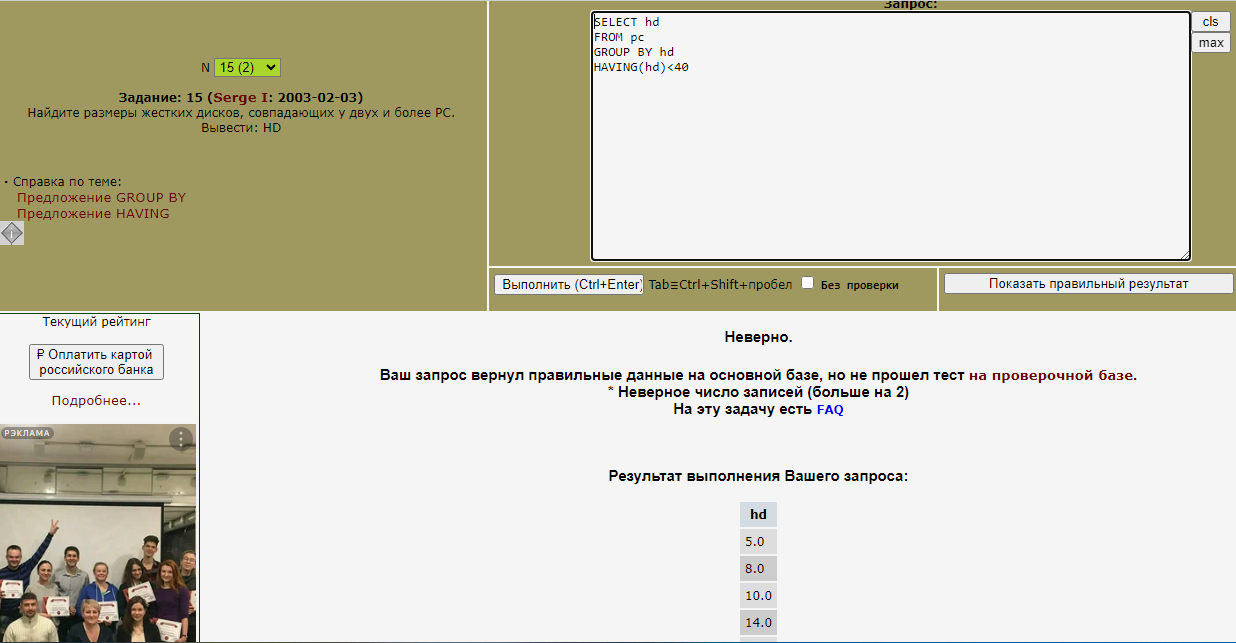 Запрос:
N 15 (2)
Задание: 15 (Serge I: 2003-02-03)
Найдите размеры жестких дисков, совпадающих у двух и более PC.
Вывести: HD
· Справка по теме:
Предложение GROUP BY
Предложение HAVING
SELECT hd
FROM pc
GROUP BY hd
HAVING(hd)<40
cls
max
Выполнить (Ctrl+Enter) Tab≡Ctrl+Shift+пробел Без проверки
Показать правильный результат
Текущий рейтинг
₽ Оплатить картой
российского банка
Подробнее...
РЭКЛАМА
Неверно.
Ваш запрос вернул правильные данные на основной базе, но не прошел тест на проверочной базе.
* Неверное число записей (больше на 2)
На эту задачу есть FAQ
Результат выполнения Вашего запроса:
hd
5.0
8.0
10.0
14.0